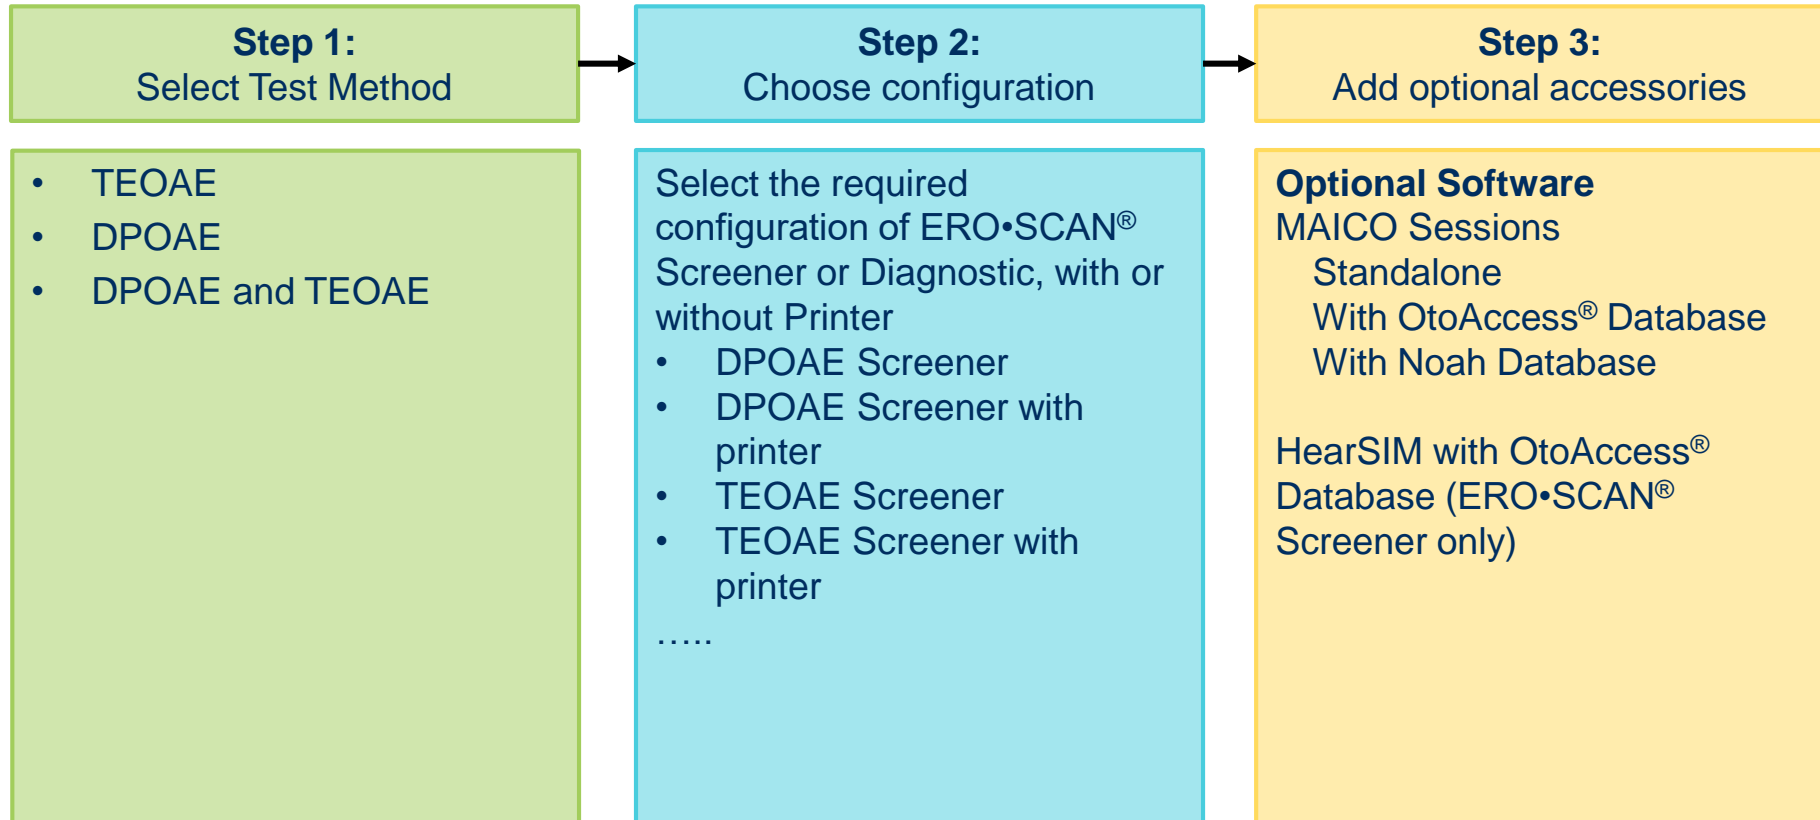 Step 1:
Select Test Method
Step 2:
Choose configuration
Step 3:
Add optional accessories
• TEOAE
• DPOAE
• DPOAE and TEOAE
Select the required
configuration of ERO•SCAN®
Screener or Diagnostic, with or
without Printer
• DPOAE Screener
• DPOAE Screener with
printer
• TEOAE Screener
• TEOAE Screener with
printer
…..
Optional Software
MAICO Sessions
Standalone
With OtoAccess® Database
With Noah Database
HearSIM with OtoAccess®
Database (ERO•SCAN®
Screener only)